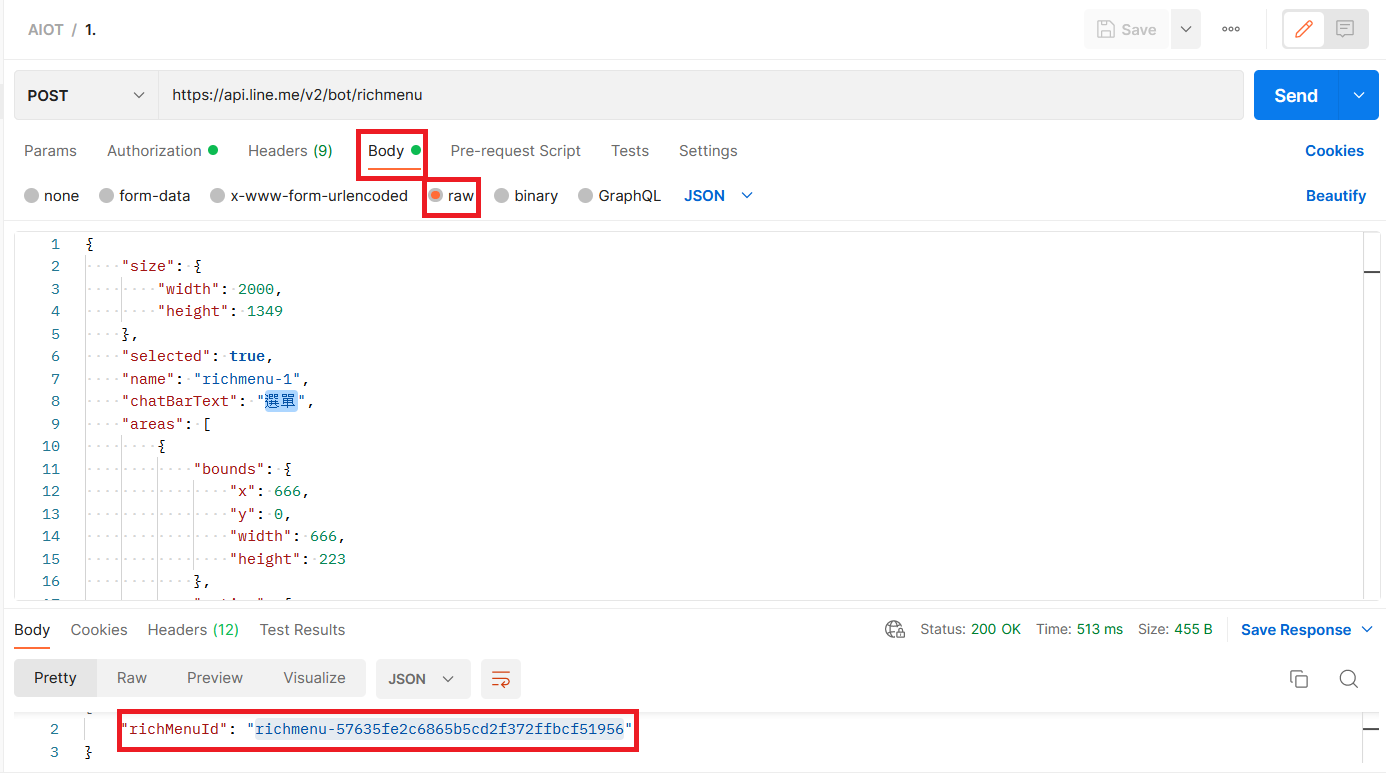 AIOT / 1.
Save
POST https://api.line.me/v2/bot/richmenu Send
Params Authorization Headers (9) Body Pre-request Script Tests Settings Cookies
none form-data x-www-form-urlencoded raw binary GraphQL JSON Beautify
1 {
2 "size": {
3 "width": 2000,
4 "height": 1349
5 },
6 "selected": true,
7 "name": "richmenu-1",
8 "chatBarText": "選單",
9 "areas": [
10 {
11 "bounds": {
12 "x": 666,
13 "y": 0,
14 "width": 666,
15 "height": 223
16 },
Body Cookies Headers (12) Test Results Status: 200 OK Time: 513 ms Size: 455 B Save Response
Pretty Raw Preview Visualize JSON
2 "richMenuId": "richmenu-57635fe2c6865b5cd2f372ffbcf51956"
3 }